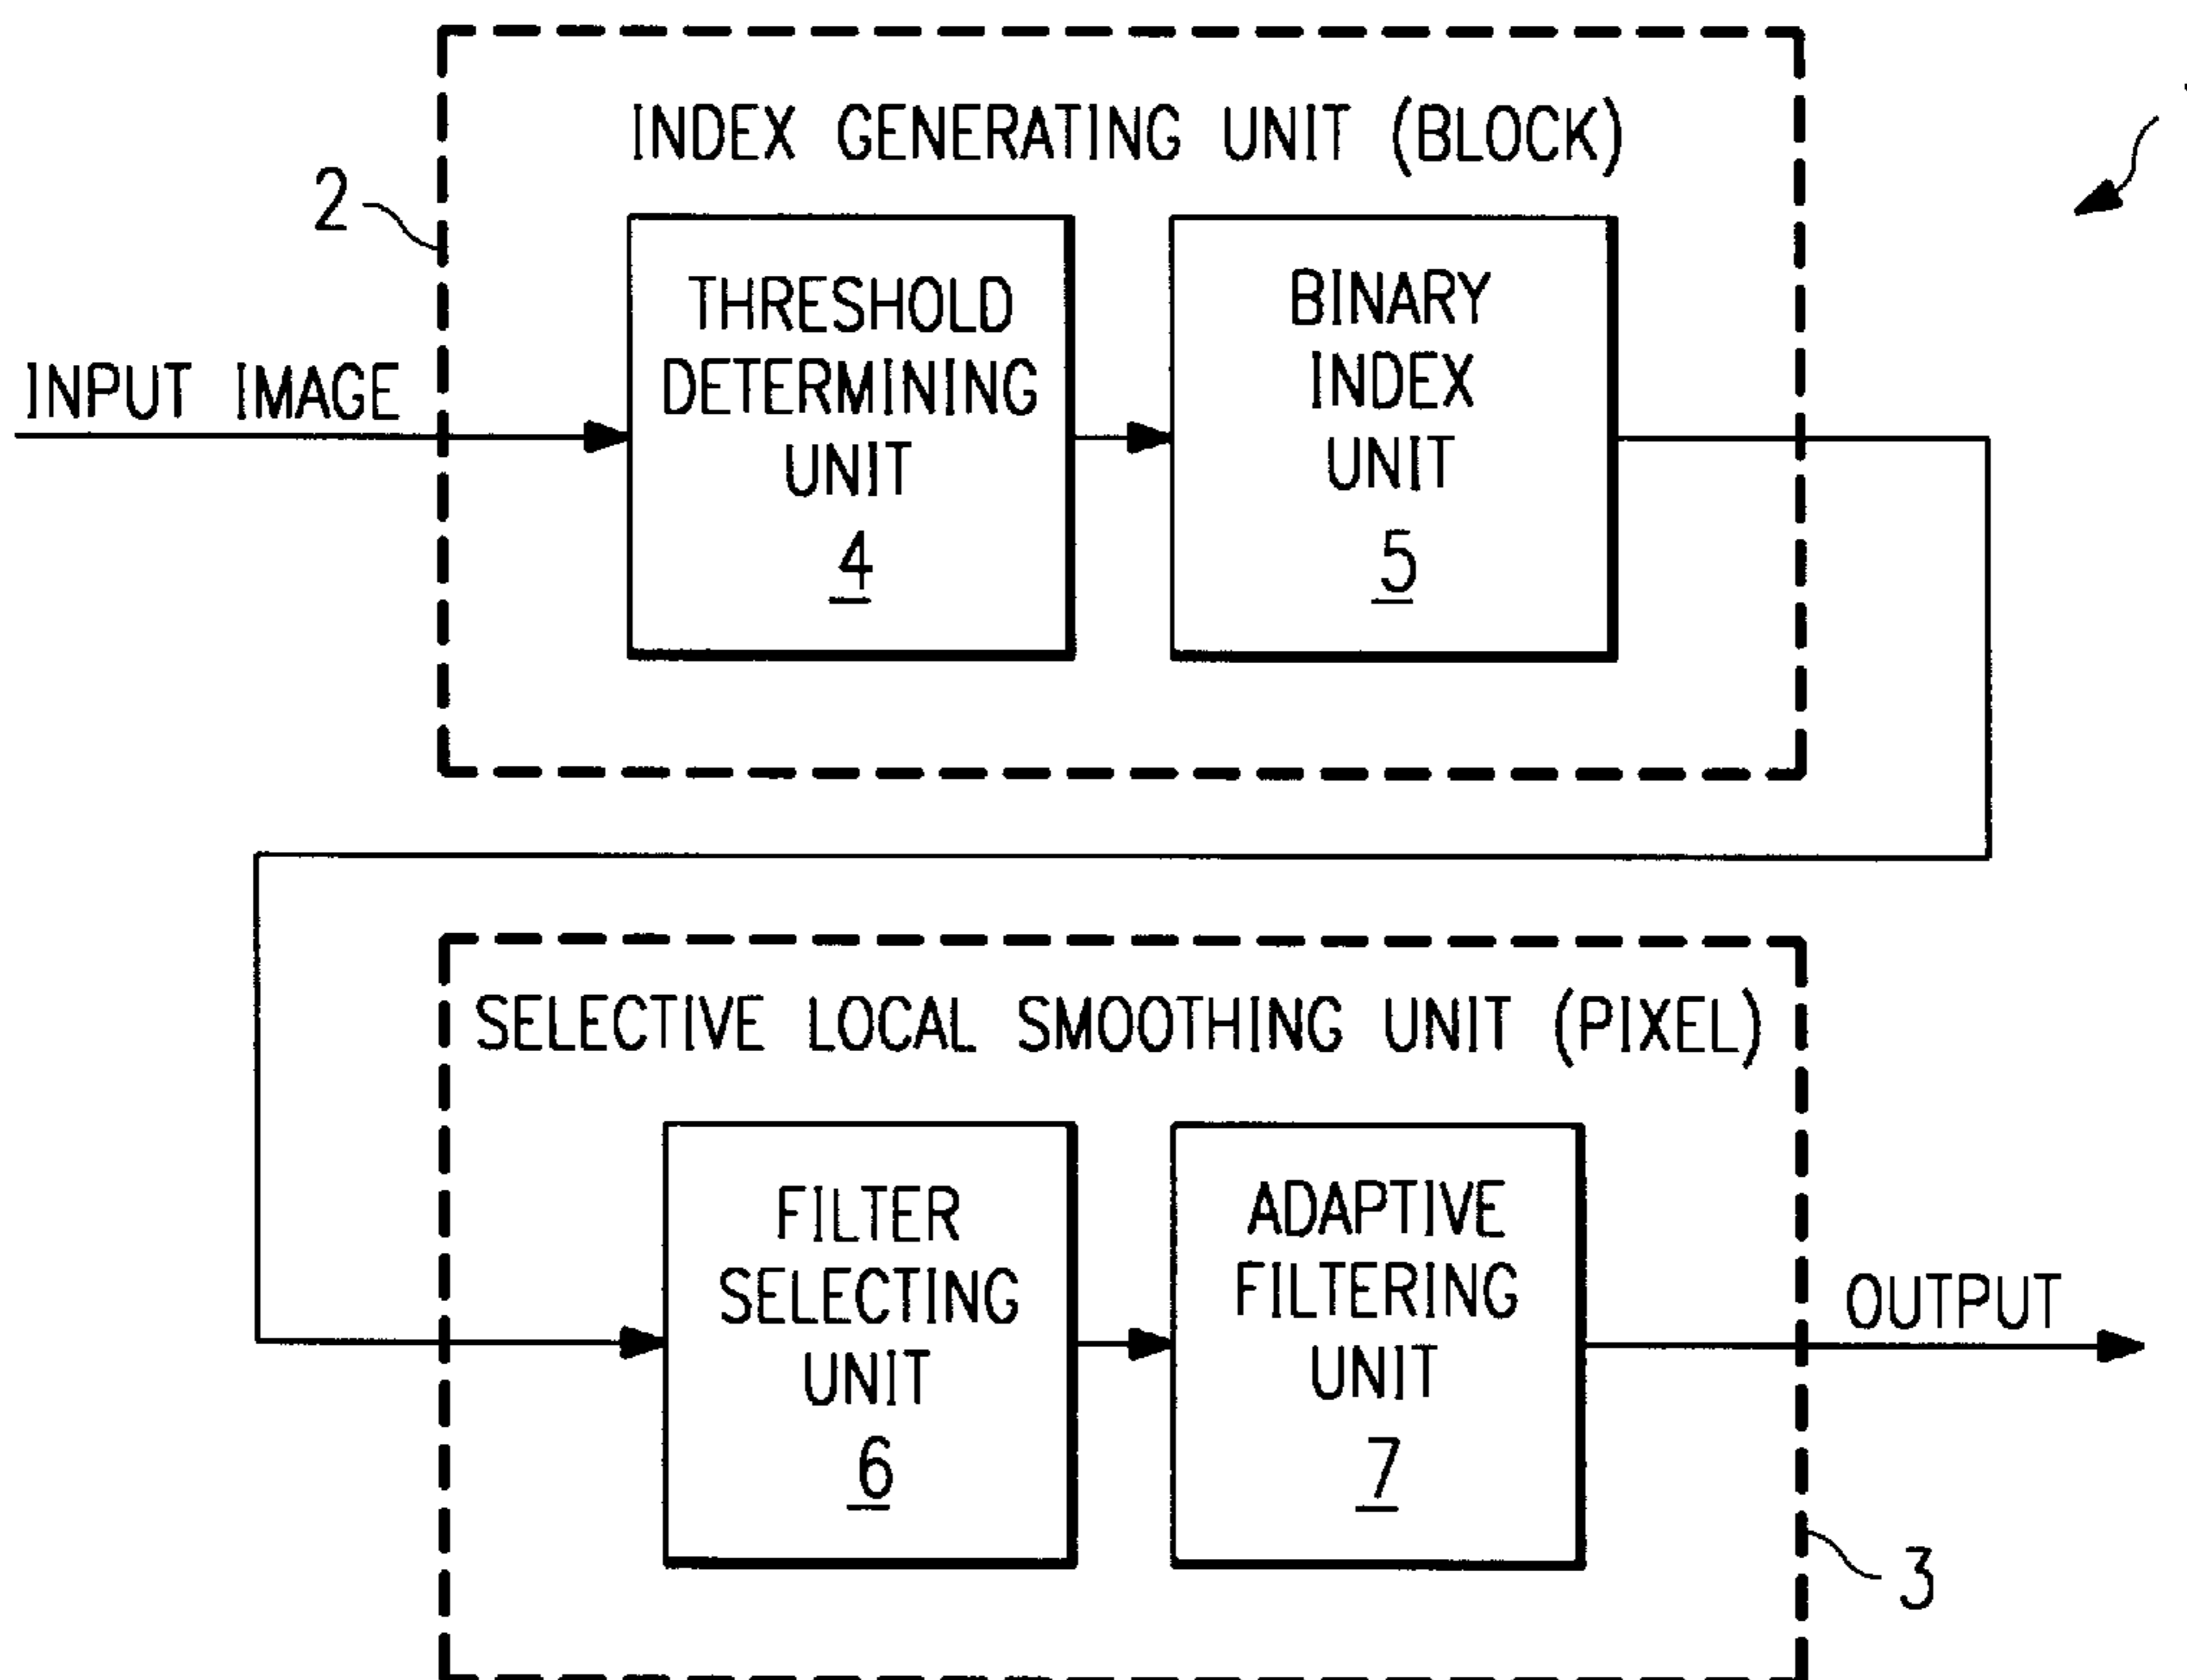 INDEX GENERATING UNIT (BLOCK)
2
THRESHOLD
DETERMINING
UNIT
4
BINARY
INDEX
UNIT
5
INPUT IMAGE
SELECTIVE LOCAL SMOOTHING UNIT (PIXEL)
FILTER
SELECTING
UNIT
6
ADAPTIVE
FILTERING
UNIT
7
OUTPUT
3